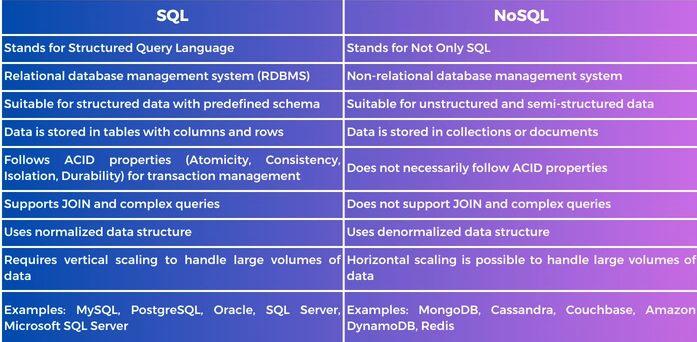 SQL
NoSQL
Stands for Structured Query Language
Stands for Not Only SQL
Relational database management system (RDBMS)
Non-relational database management system
Suitable for structured data with predefined schema
Suitable for unstructured and semi-structured data
Data is stored in tables with columns and rows
Data is stored in collections or documents
Follows ACID properties (Atomicity, Consistency,
Isolation, Durability) for transaction management
Does not necessarily follow ACID properties
Supports JOIN and complex queries
Does not support JOIN and complex queries
Uses normalized data structure
Uses denormalized data structure
Requires vertical scaling to handle large volumes of
data
Horizontal scaling is possible to handle large volumes of
data
Examples: MySQL, PostgreSQL, Oracle, SQL Server,
Microsoft SQL Server
Examples: MongoDB, Cassandra, Couchbase, Amazon
DynamoDB, Redis